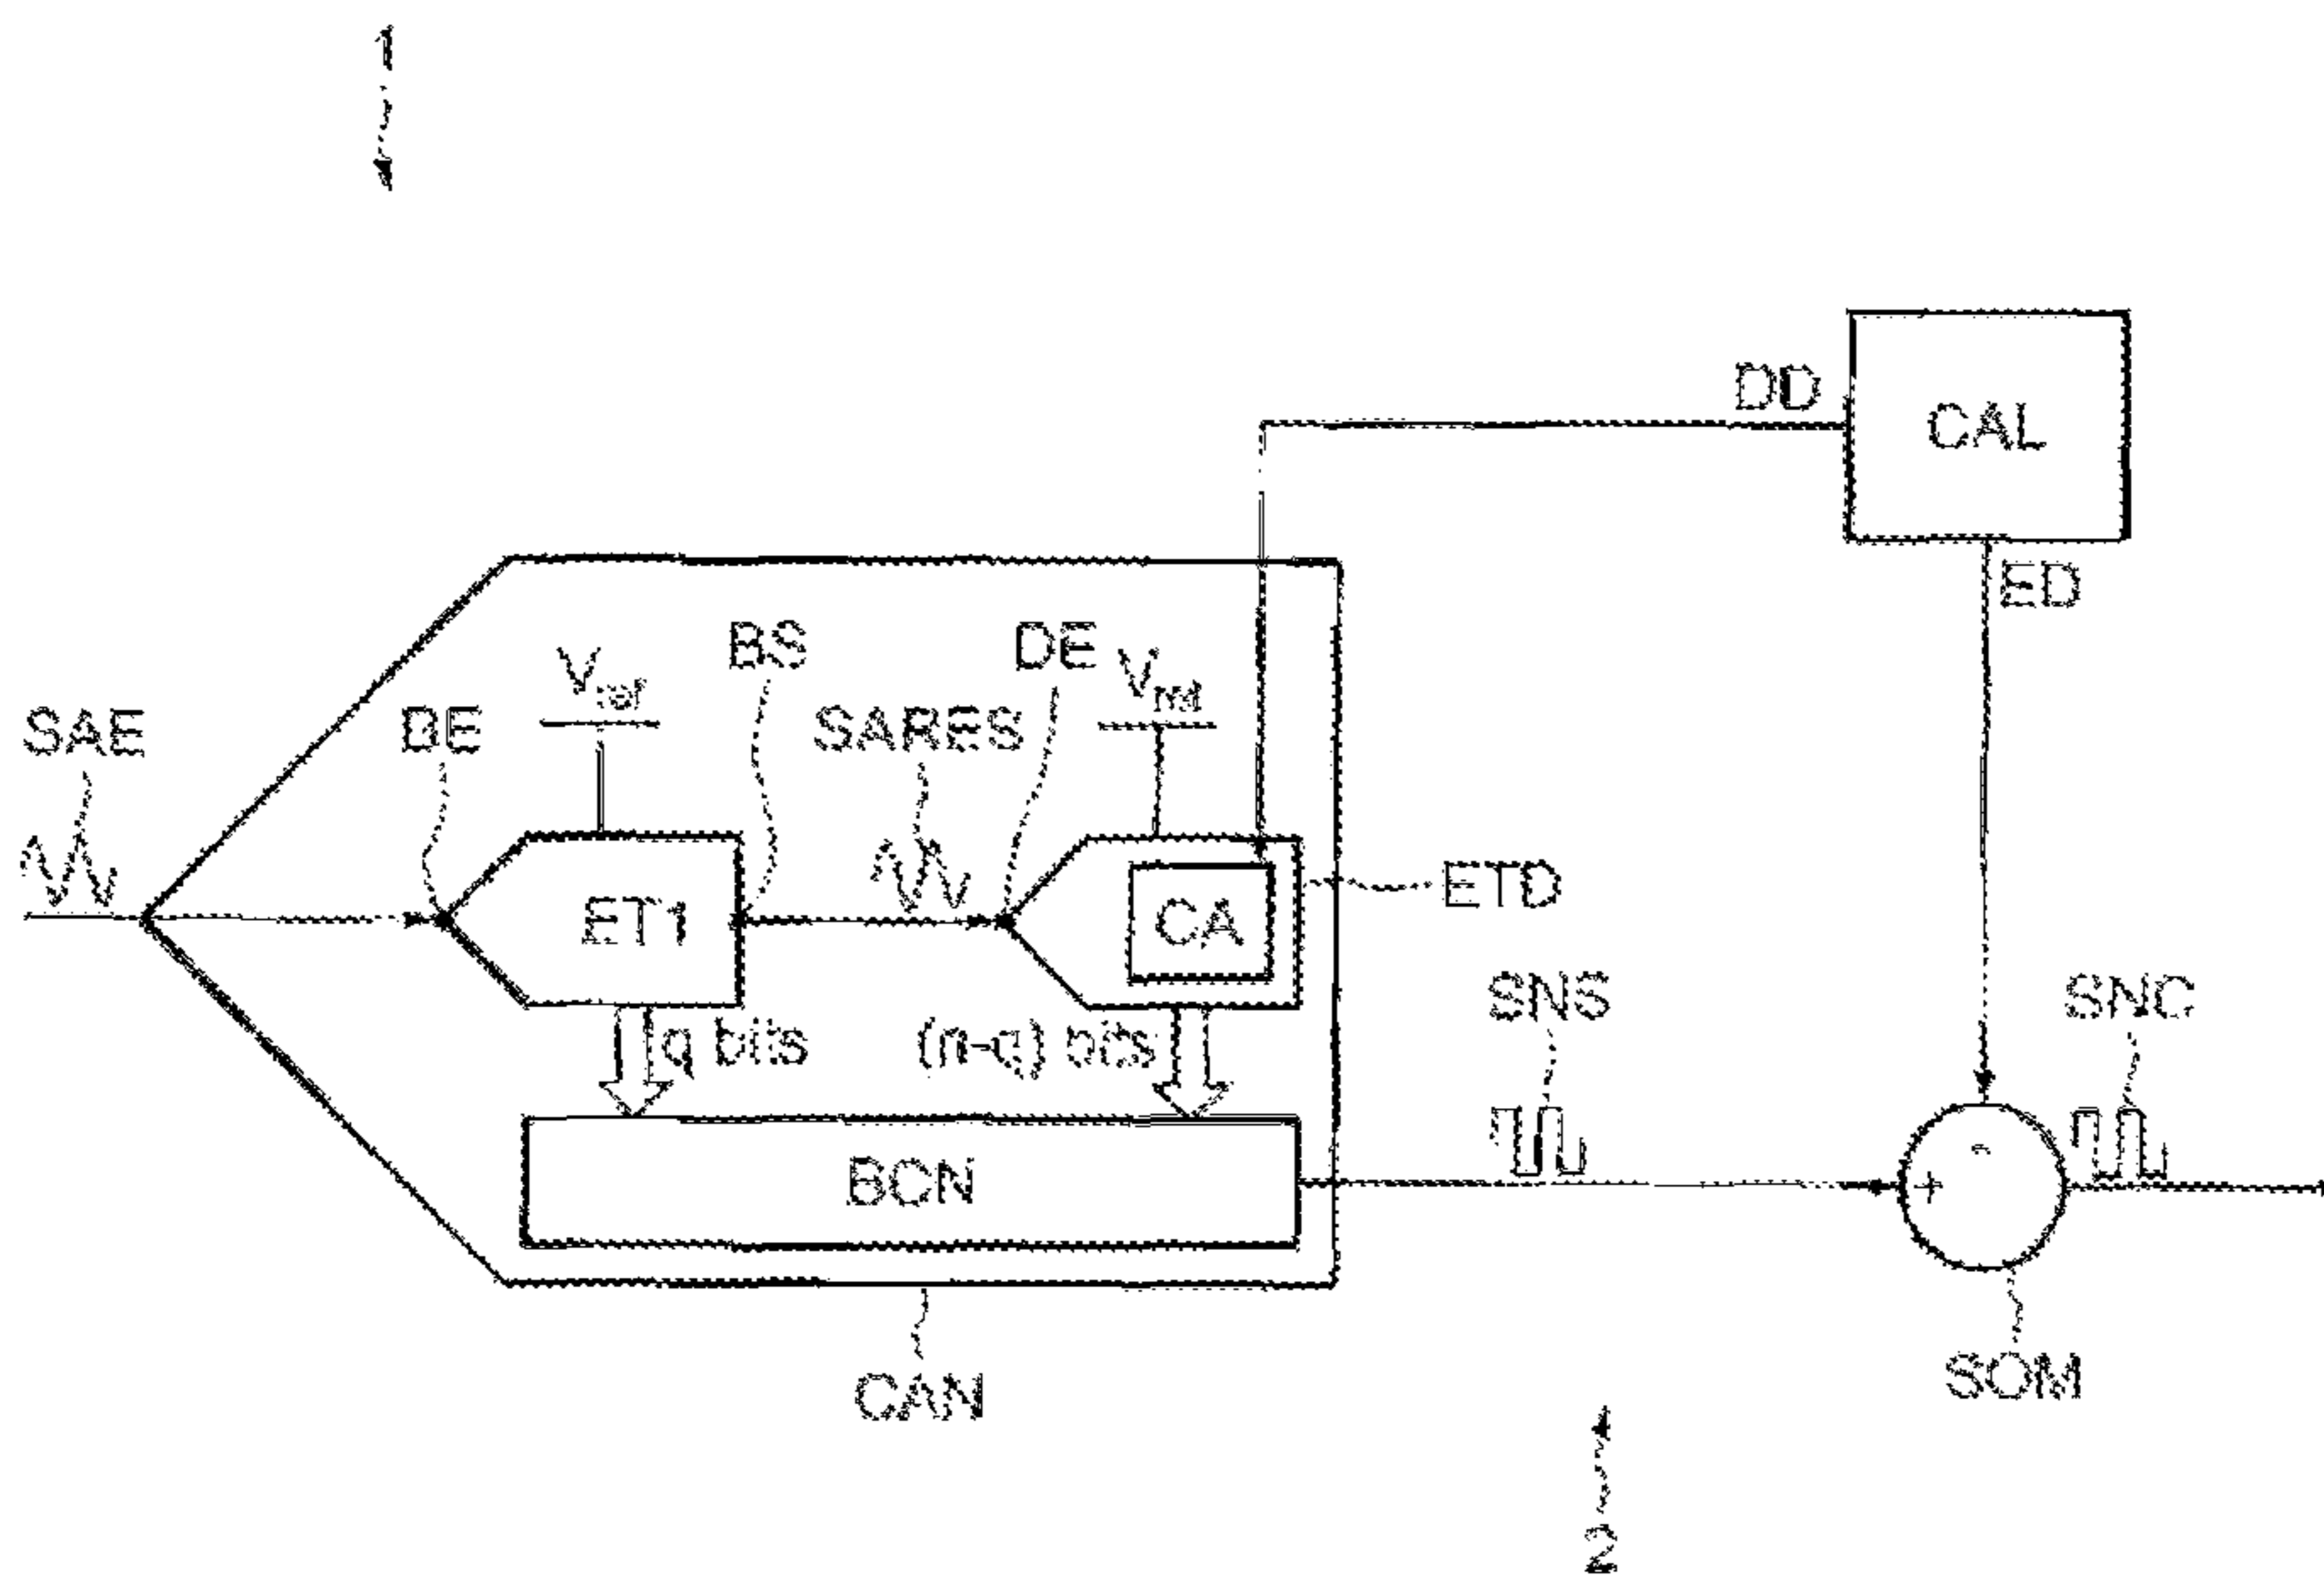 1
DD
CAL
ED
BS
DE
Vref
Vref
SAE
DE
SARES
ET1
CA
ETD
SNS
SNC
q bits
(n-q) bits
+
-
BCN
CAN
SOM
2